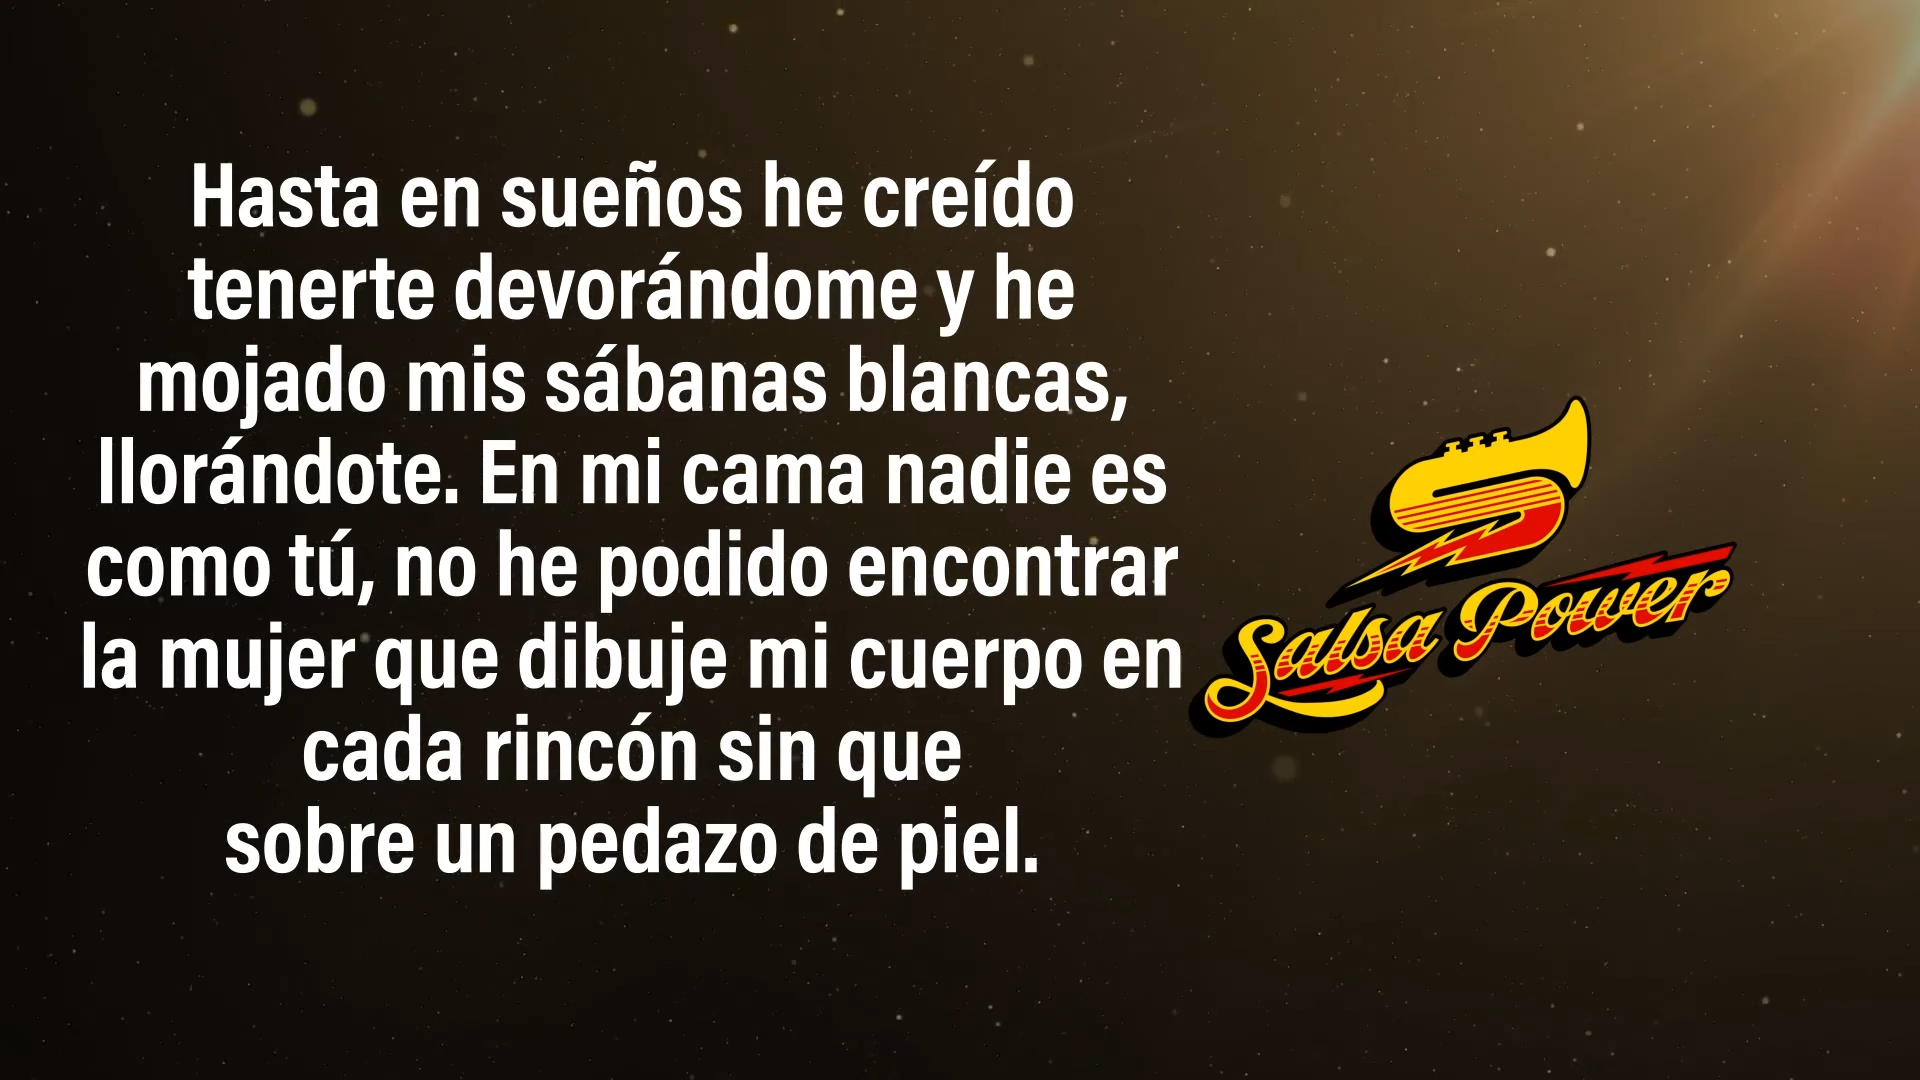 Hasta en sueños he creído
tenerte devorándome y he
mojado mis sábanas blancas,
llorándote. En mi cama nadie es
como tú, no he podido encontrar
la mujer que dibuje mi cuerpo en
cada rincón sin que
sobre un pedazo de piel.
Salsa Power